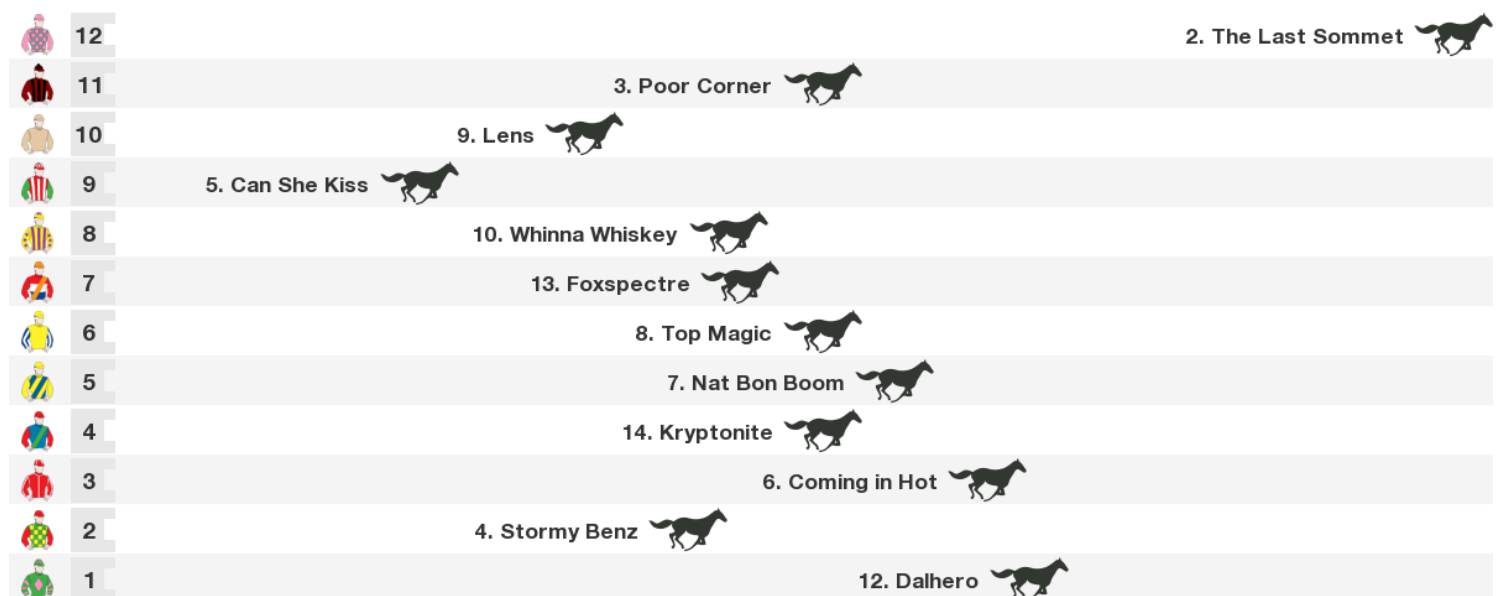 12 2. The Last Sommet
11 3. Poor Corner
10 9. Lens
9 5. Can She Kiss
8 10. Whinna Whiskey
7 13. Foxspectre
6 8. Top Magic
5 7. Nat Bon Boom
4 14. Kryptonite
3 6. Coming in Hot
2 4. Stormy Benz
1 12. Dalhero